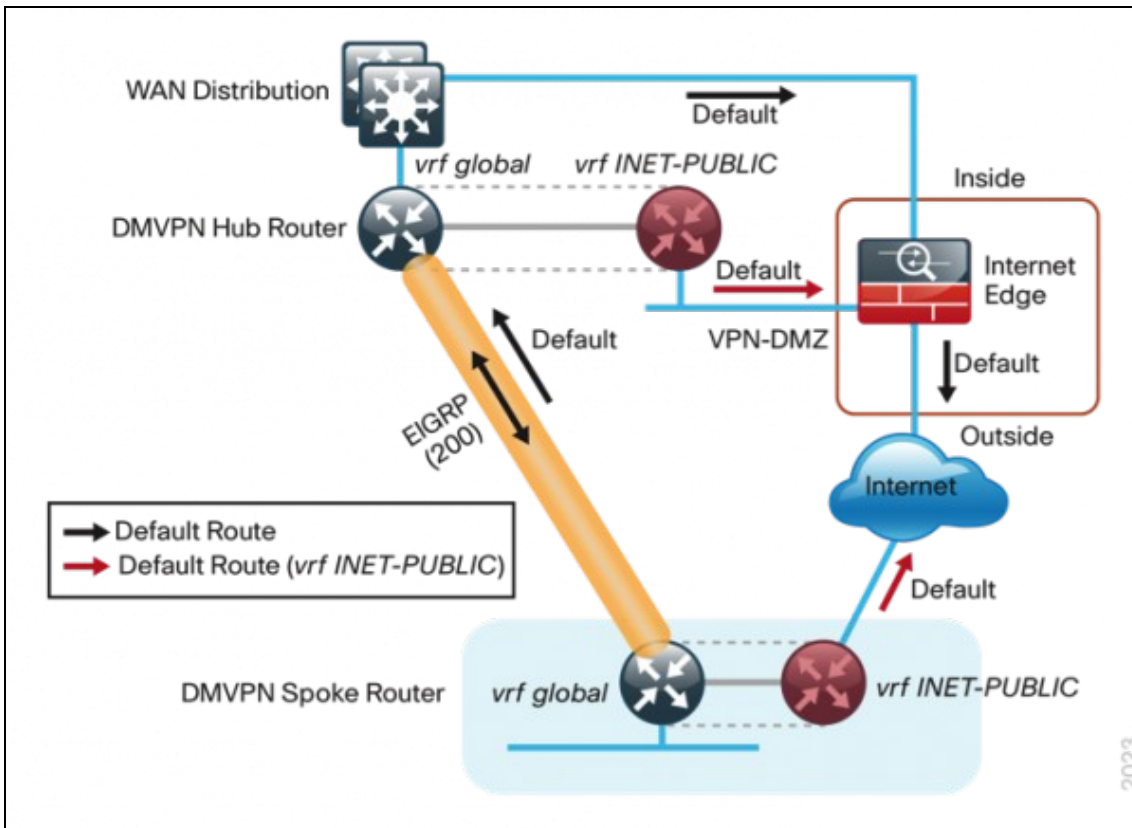 WAN Distribution
Default
vrf global
vrf INET-PUBLIC
Inside
DMVPN Hub Router
Default
Internet
Edge
Default
VPN-DMZ
Default
EIGRP
(200)
Outside
Internet
Default Route
Default Route (vrf INET-PUBLIC)
Default
DMVPN Spoke Router
vrf global
vrf INET-PUBLIC
2023